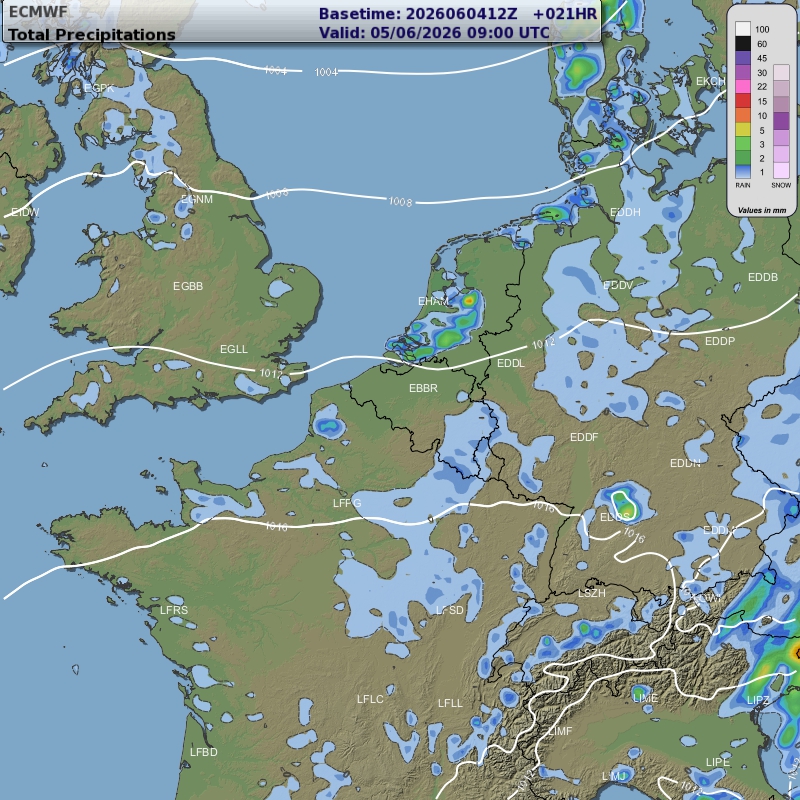 ECMWF
Basetime: 2026060412Z +021HR
Total Precipitations
Valid: 05/06/2026 09:00 UTC
100
60
45
30
22
15
10
5
3
2
1
RAIN SNOW
Values in mm
1004 1004
EGPK
EKCH
EIDW
EGNM
1008
1008
EDDH
EGBB
EHAM
EDDV
EDDB
EGLL
1012
1012
EDDL
EDDP
EBBR
EDDF
EDDN
LFPG
1016
1016
EDDS
1016
EDDM
LFRS
LFSD
LSZH
LFLC
LFLL
LIME
LIPZ
LIMF
LFBD
LIPE
LIMJ